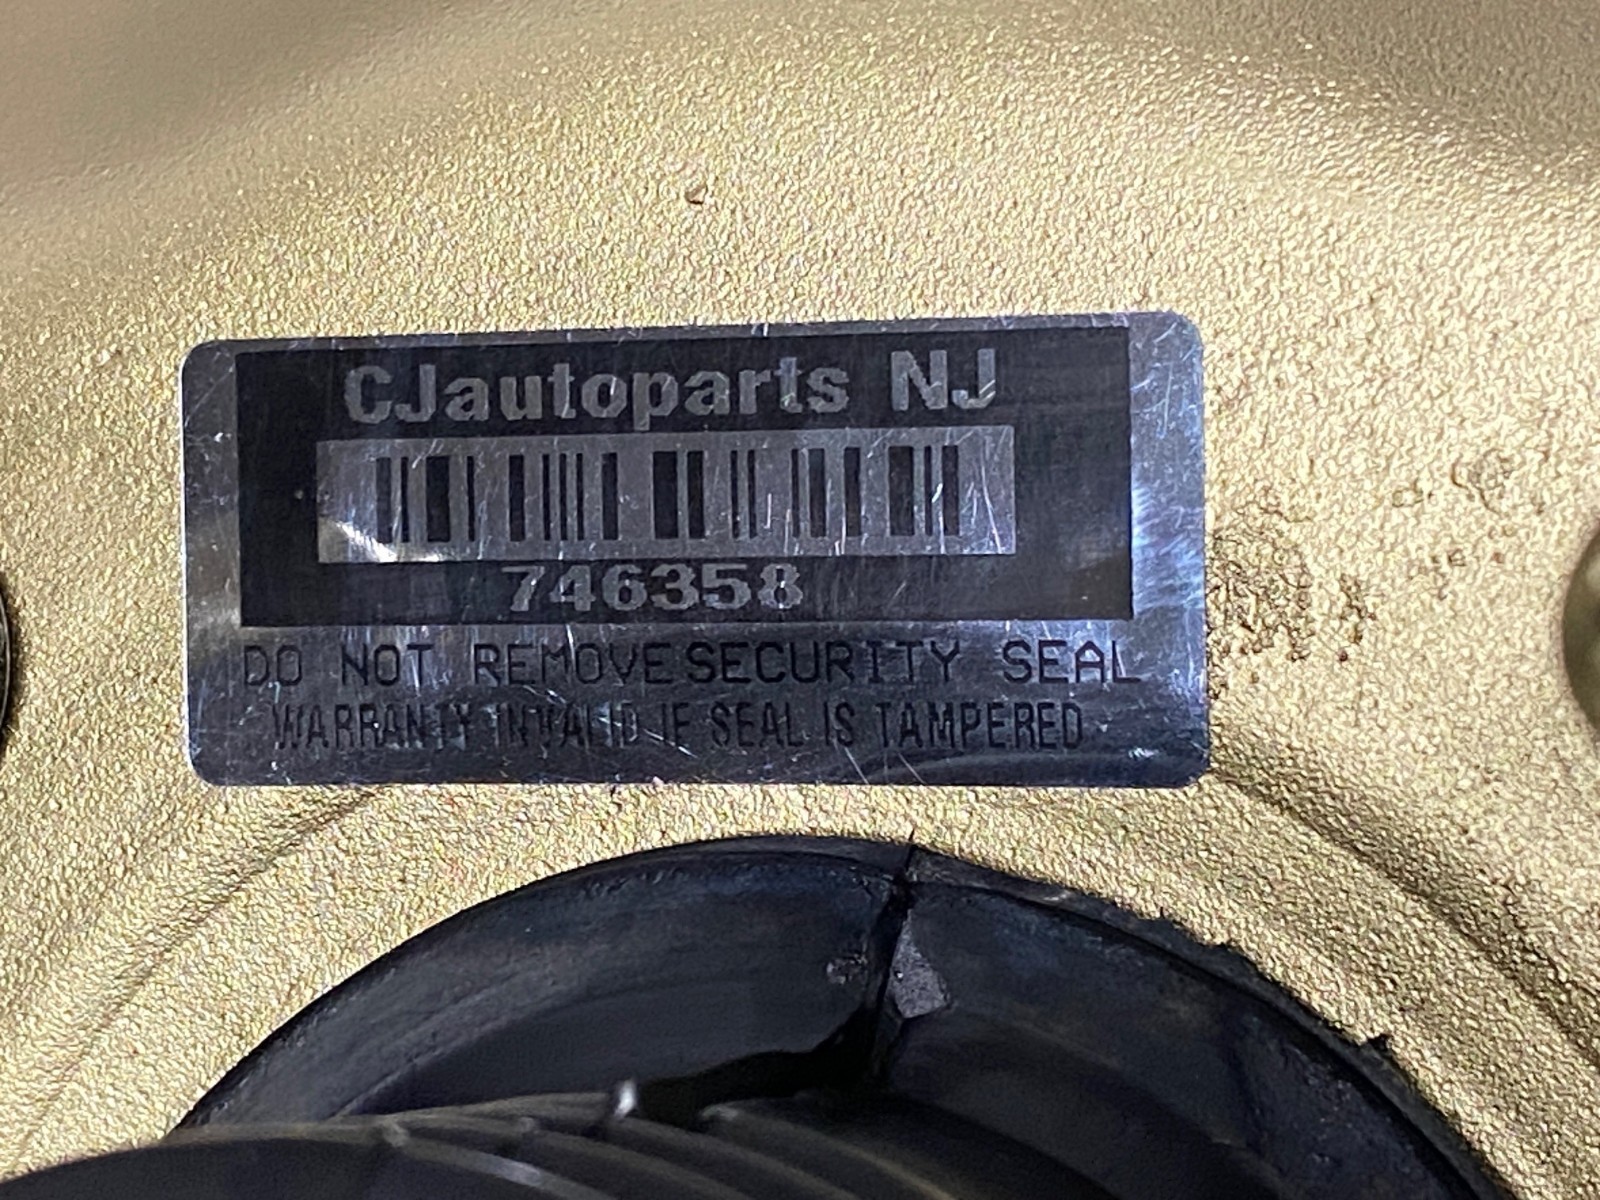 CJautoparts NJ
746358
DO NOT REMOVE SECURITY SEAL
WARRANTY INVALID IF SEAL IS TAMPERED